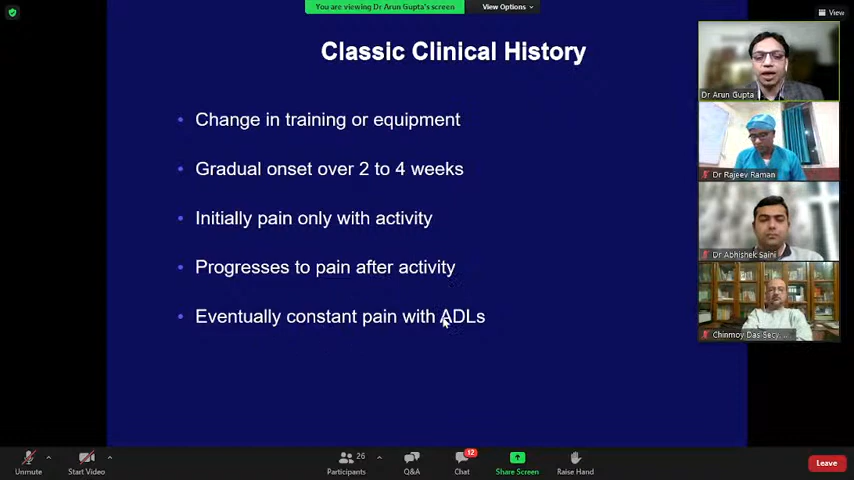 You are viewing Dr Arun Gupta's screen
View Options
View
Classic Clinical History
• Change in training or equipment
• Gradual onset over 2 to 4 weeks
• Initially pain only with activity
• Progresses to pain after activity
• Eventually constant pain with ADLs
Dr Arun Gupta
Dr Rajeev Raman
Dr Abhishek Saini
Chinmoy Das Secy. ...
Unmute
Start Video
26
Participants
Q&A
12
Chat
Share Screen
Raise Hand
Leave